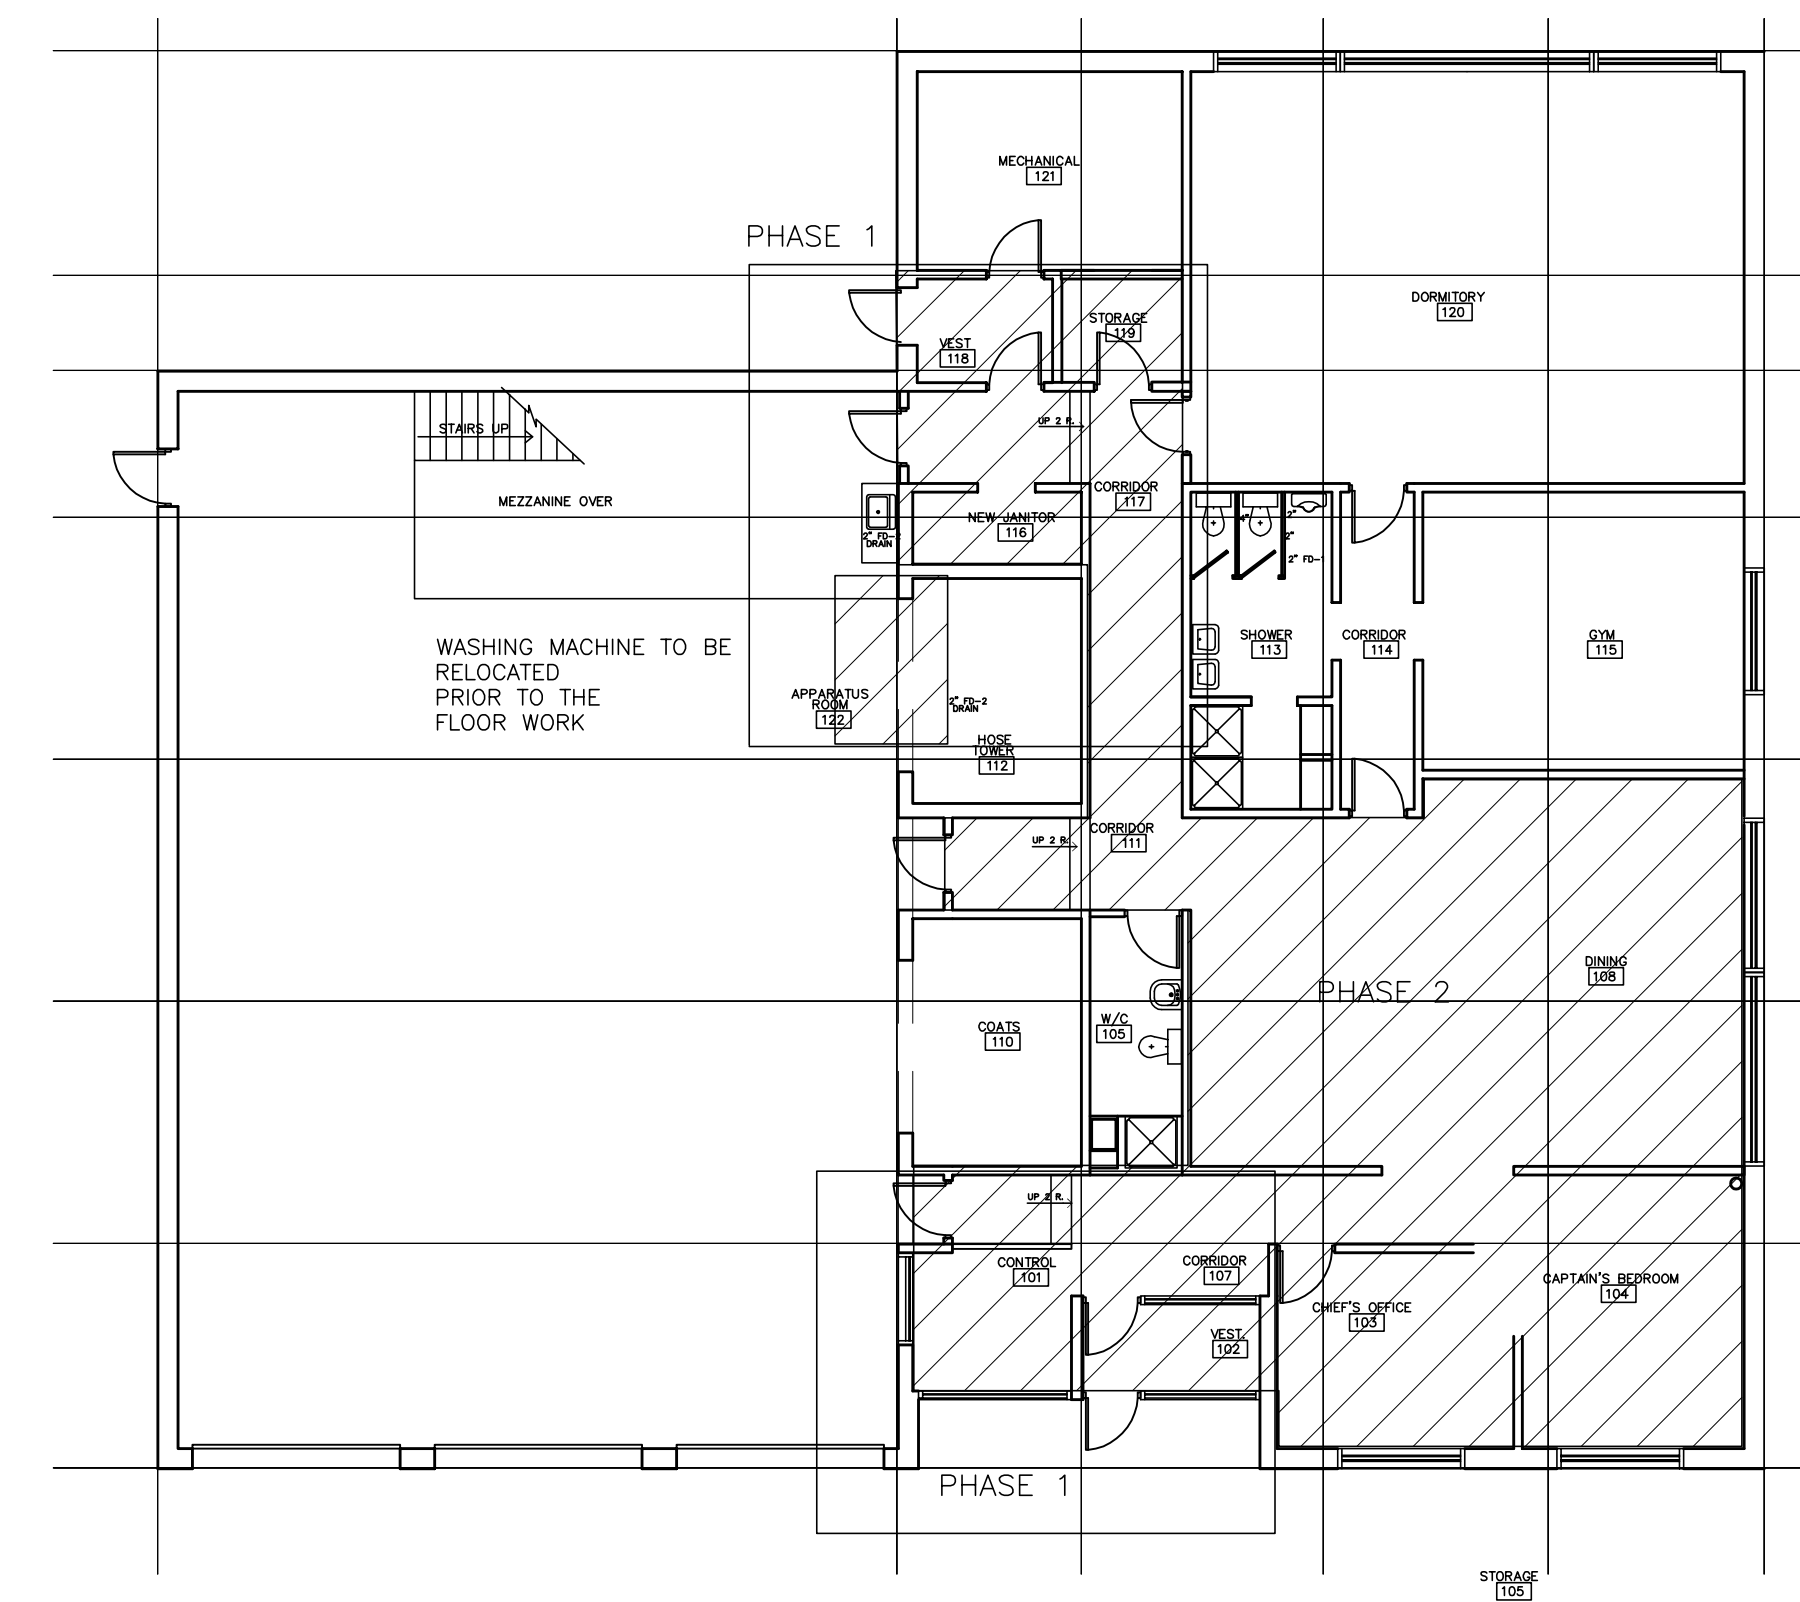 MECHANICAL
121
PHASE 1
DORMITORY
120
STORAGE
119
VEST
118
UP 2 R.
STAIRS UP
MEZZANINE OVER
CORRIDOR
117
NEW JANITOR
116
2" FD-2
DRAIN
4"
2"
2"
2" FD-
WASHING MACHINE TO BE
RELOCATED
PRIOR TO THE
FLOOR WORK
SHOWER
113
CORRIDOR
114
GYM
115
APPARATUS
ROOM
122
2" FD-2
DRAIN
HOSE
TOWER
112
CORRIDOR
111
UP 2 R.
DINING
108
PHASE 2
COATS
110
W/C
105
UP 2 R.
CONTROL
101
CORRIDOR
107
CAPTAIN'S BEDROOM
104
CHIEF'S OFFICE
103
VEST.
102
PHASE 1
STORAGE
105